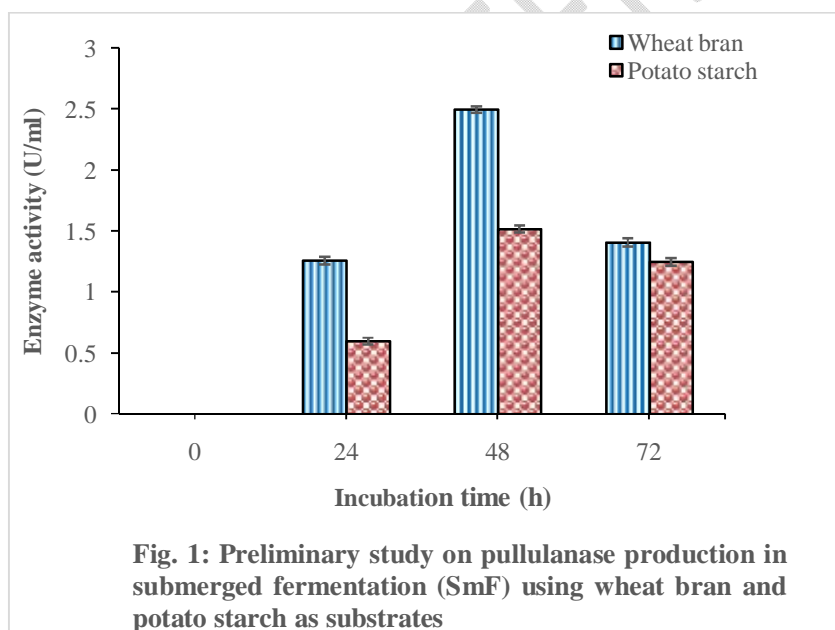 Wheat bran
Potato starch
3
2.5
2
1.5
1
0.5
0
Enzyme activity (U/ml)
0 24 48 72
Incubation time (h)
Fig. 1: Preliminary study on pullulanase production in
submerged fermentation (SmF) using wheat bran and
potato starch as substrates